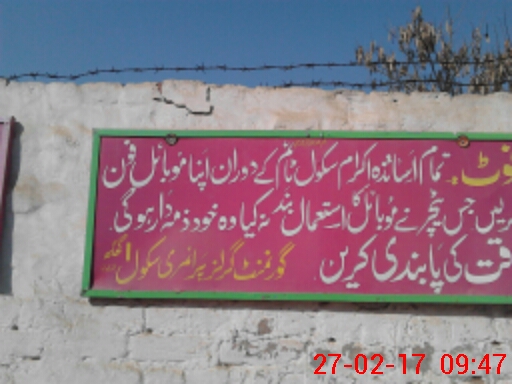 نوٹ۔ تمام اساتذہ اکرام سکول ٹائم کے دوران اپنا موبائل فون
کریں جس ٹیچر نے موبائل کا استعمال بند نہ کیا وہ خود ذمہ دار ہوگی۔
وقت کی پابندی کریں گورنمنٹ گرلز پرائمری سکول
27-02-17 09:47